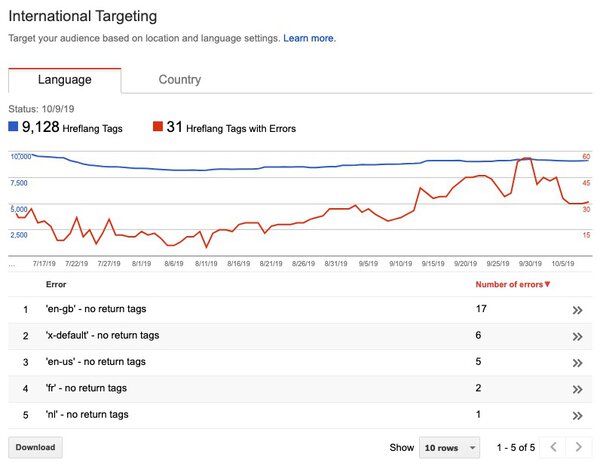 International Targeting
Target your audience based on location and language settings. Learn more.
Language Country
Status: 10/9/19
9,128 Hreflang Tags 31 Hreflang Tags with Errors
10,000 60
7,500 45
5,000 30
2,500 15
... 7/17/19 7/22/19 7/27/19 8/1/19 8/6/19 8/11/19 8/16/19 8/21/19 8/26/19 8/31/19 9/5/19 9/10/19 9/15/19 9/20/19 9/25/19 9/30/19 10/5/19
Error Number of errors▼
1 'en-gb' - no return tags 17 »
2 'x-default' - no return tags 6 »
3 'en-us' - no return tags 5 »
4 'fr' - no return tags 2 »
5 'nl' - no return tags 1 »
Download Show 10 rows 1 - 5 of 5